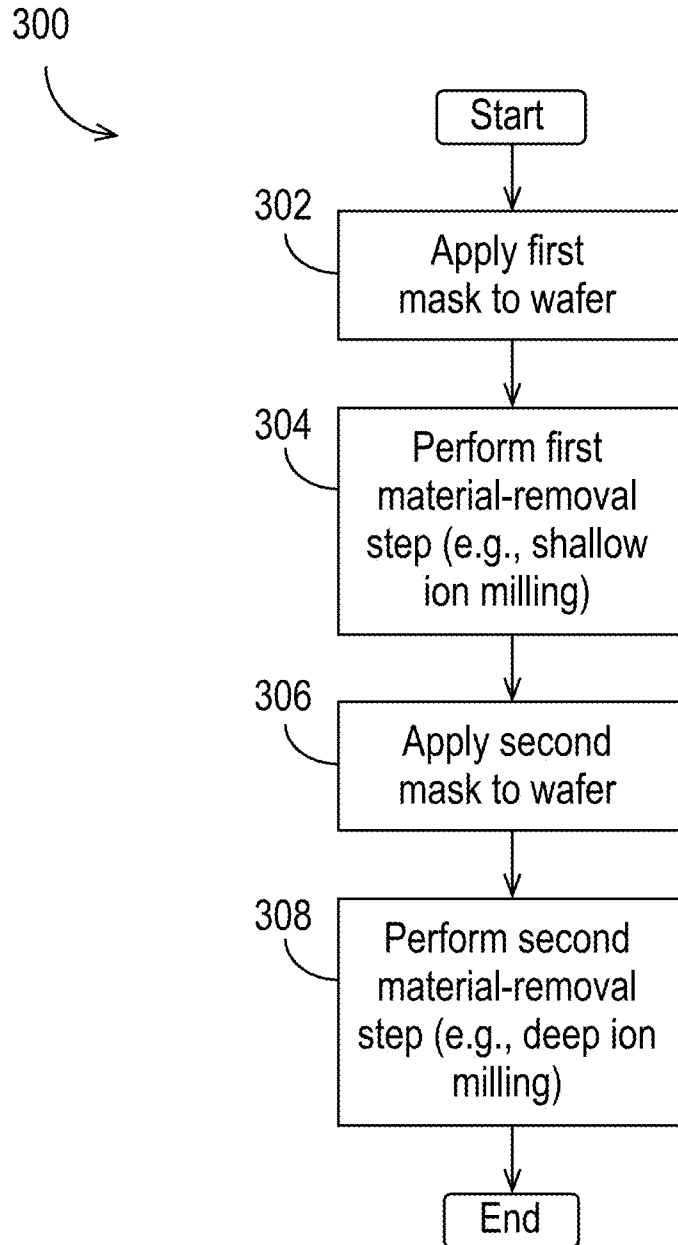 300
Start
302
Apply first
mask to wafer
304
Perform first
material-removal
step (e.g., shallow
ion milling)
306
Apply second
mask to wafer
308
Perform second
material-removal
step (e.g., deep ion
milling)
End